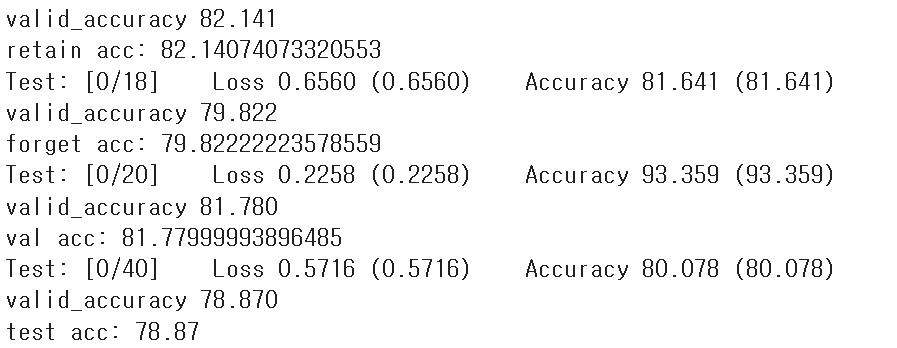 valid_accuracy 82.141
retain acc: 82.14074073320553
Test: [0/18]    Loss 0.6560 (0.6560)    Accuracy 81.641 (81.641)
valid_accuracy 79.822
forget acc: 79.82222223578559
Test: [0/20]    Loss 0.2258 (0.2258)    Accuracy 93.359 (93.359)
valid_accuracy 81.780
val acc: 81.77999993896485
Test: [0/40]    Loss 0.5716 (0.5716)    Accuracy 80.078 (80.078)
valid_accuracy 78.870
test acc: 78.87